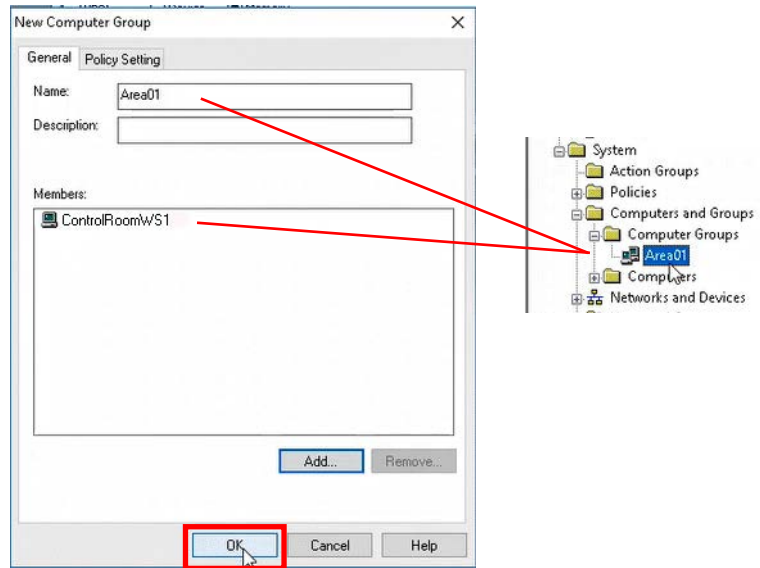 New Computer Group
General Policy Setting
Name: Area01
Description:
Members:
ControlRoomWS1
Add... Remove...
OK Cancel Help
System
Action Groups
Policies
Computers and Groups
Computer Groups
Area01
Computers
Networks and Devices